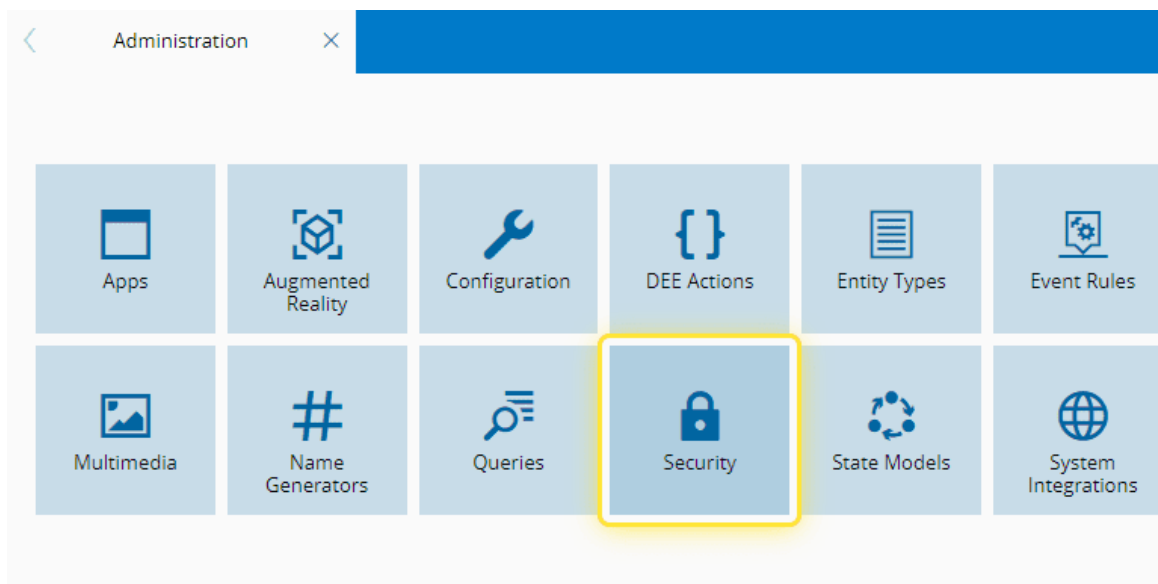 Administration
Apps
Augmented
Reality
Configuration
DEE Actions
Entity Types
Event Rules
Multimedia
Name
Generators
Queries
Security
State Models
System
Integrations